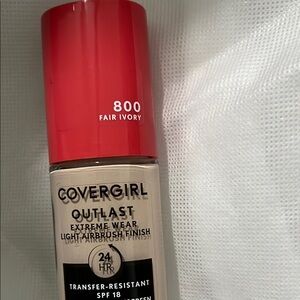 800
FAIR IVORY
COVERGIRL
OUTLAST
EXTREME WEAR
LIGHT AIRBRUSH FINISH
24
HR
TRANSFER-RESISTANT
SPF 18